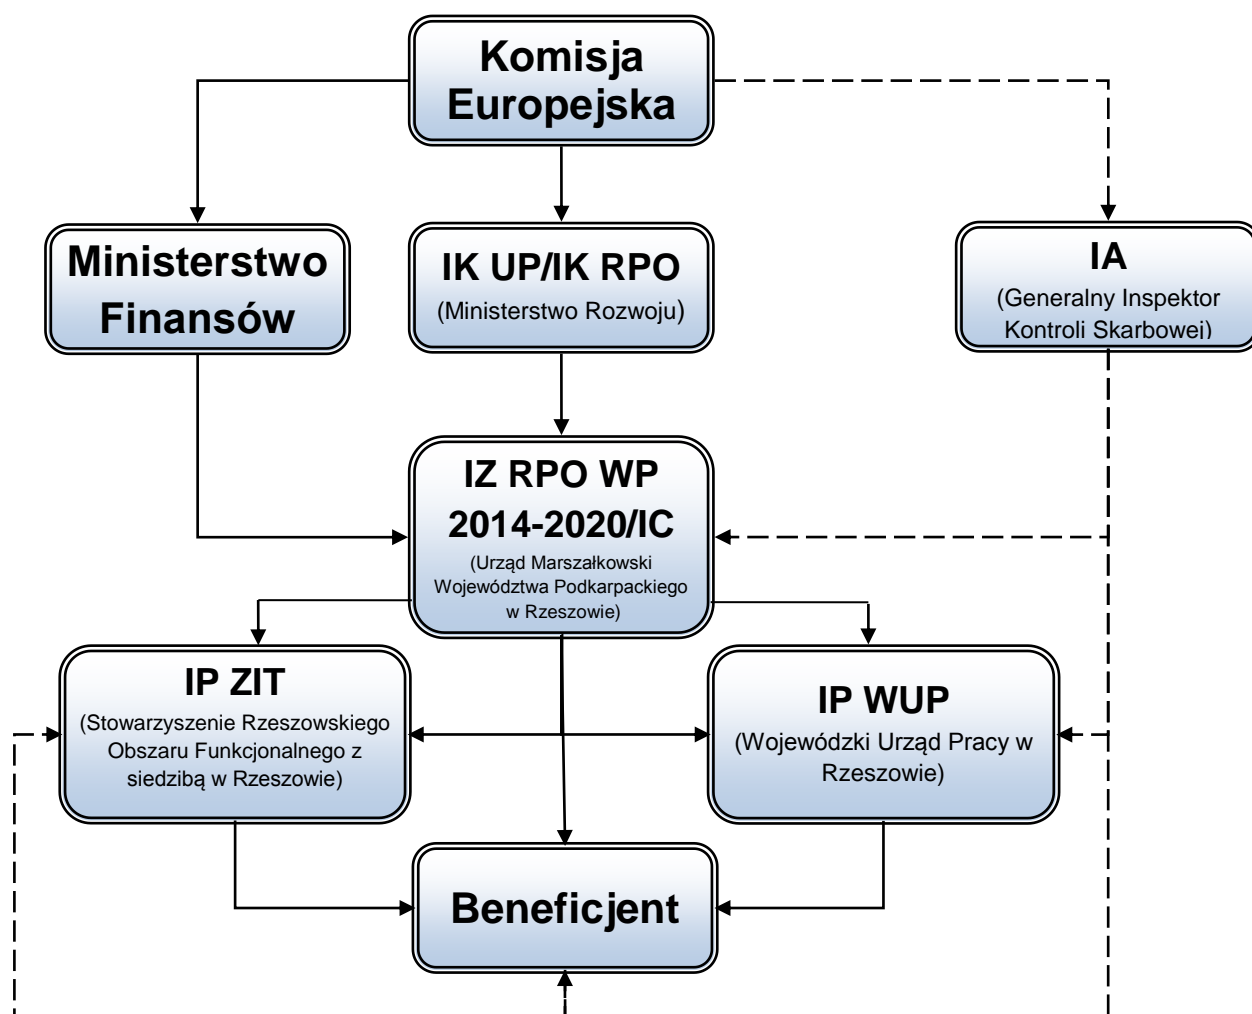 Komisja
Europejska
Ministerstwo
Finansów
IK UP/IK RPO
(Ministerstwo Rozwoju)
IA
(Generalny Inspektor
Kontroli Skarbowej)
IZ RPO WP
2014-2020/IC
(Urząd Marszałkowski
Województwa Podkarpackiego
w Rzeszowie)
IP ZIT
(Stowarzyszenie Rzeszowskiego
Obszaru Funkcjonalnego z
siedzibą w Rzeszowie)
IP WUP
(Wojewódzki Urząd Pracy w
Rzeszowie)
Beneficjent